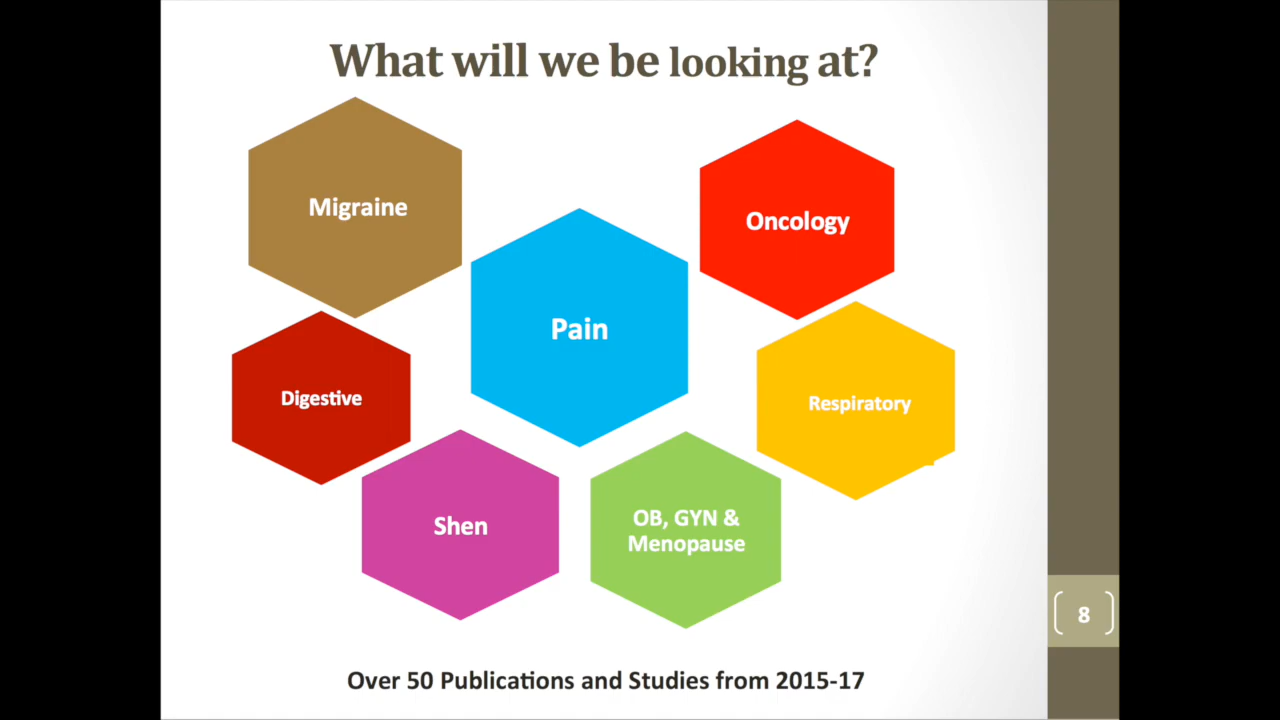 What will we be looking at?
Migraine
Oncology
Pain
Digestive
Respiratory
Shen
OB, GYN &
Menopause
8
Over 50 Publications and Studies from 2015-17